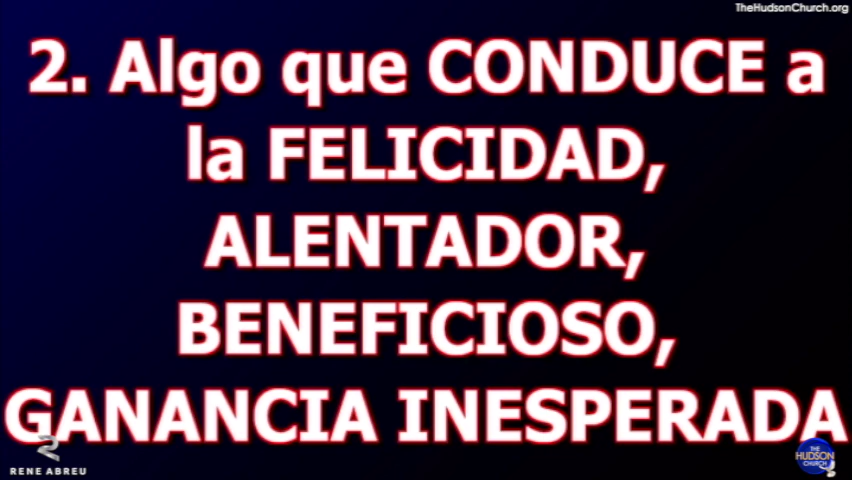 TheHudsonChurch.org
2. Algo que CONDUCE a
la FELICIDAD,
ALENTADOR,
BENEFICIOSO,
GANANCIA INESPERADA
RENE ABREU
THE
HUDSON
CHURCH